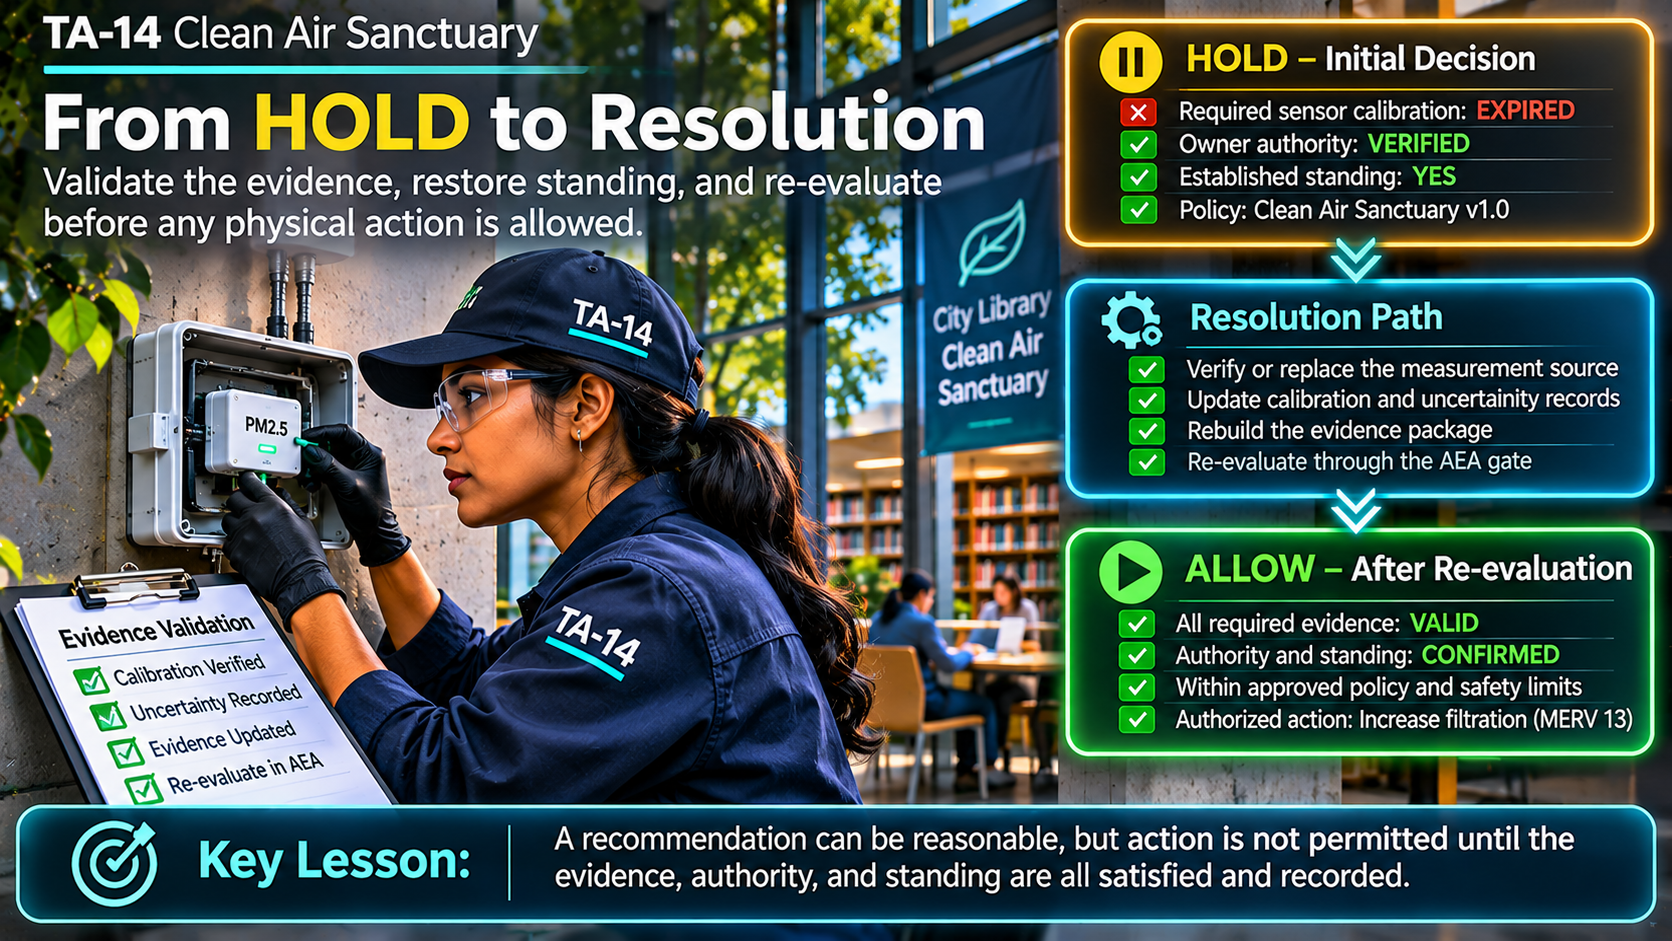 TA-14 Clean Air Sanctuary
From HOLD to Resolution
Validate the evidence, restore standing, and re-evaluate
before any physical action is allowed.
PM2.5
TA-14
TA-14
City Library
Clean Air
Sanctuary
Evidence Validation
Calibration Verified
Uncertainty Recorded
Evidence Updated
Re-evaluate in AEA
HOLD – Initial Decision
Required sensor calibration: EXPIRED
Owner authority: VERIFIED
Established standing: YES
Policy: Clean Air Sanctuary v1.0
Resolution Path
Verify or replace the measurement source
Update calibration and uncertainity records
Rebuild the evidence package
Re-evaluate through the AEA gate
ALLOW – After Re-evaluation
All required evidence: VALID
Authority and standing: CONFIRMED
Within approved policy and safety limits
Authorized action: Increase filtration (MERV 13)
Key Lesson:
A recommendation can be reasonable, but action is not permitted until the
evidence, authority, and standing are all satisfied and recorded.